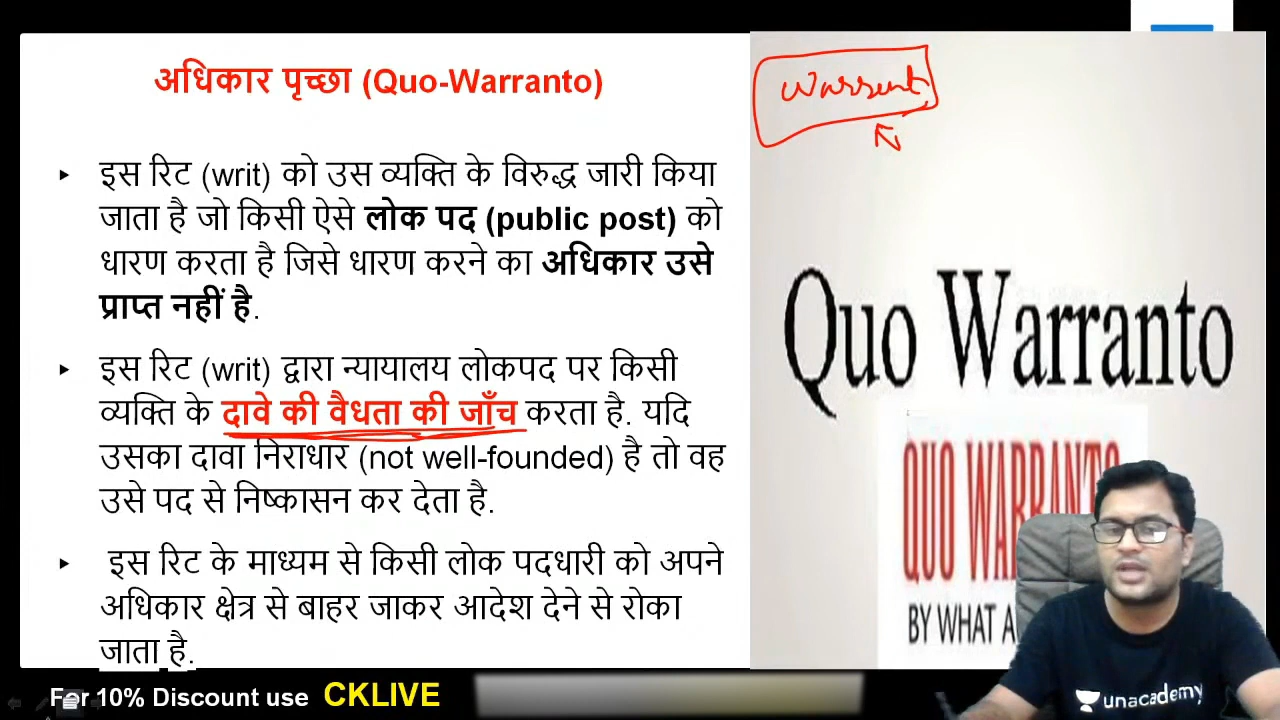 अधिकार पृच्छा (Quo-Warranto)
इस रिट (writ) को उस व्यक्ति के विरुद्ध जारी किया
जाता है जो किसी ऐसे लोक पद (public post) को
धारण करता है जिसे धारण करने का अधिकार उसे
प्राप्त नहीं है.
इस रिट (writ) द्वारा न्यायालय लोकपद पर किसी
व्यक्ति के दावे की वैधता की जाँच करता है. यदि
उसका दावा निराधार (not well-founded) है तो वह
उसे पद से निष्कासन कर देता है.
इस रिट के माध्यम से किसी लोक पदधारी को अपने
अधिकार क्षेत्र से बाहर जाकर आदेश देने से रोका
जाता है.
Quo Warranto
QUO WARRANTO
BY WHAT A
unacademy
For 10% Discount use CKLIVE